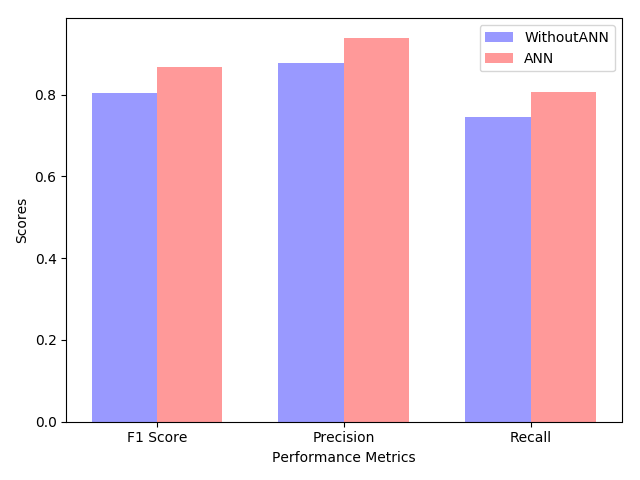 WithoutANN
ANN
Scores
0.8
0.6
0.4
0.2
0.0
F1 Score
Precision
Recall
Performance Metrics